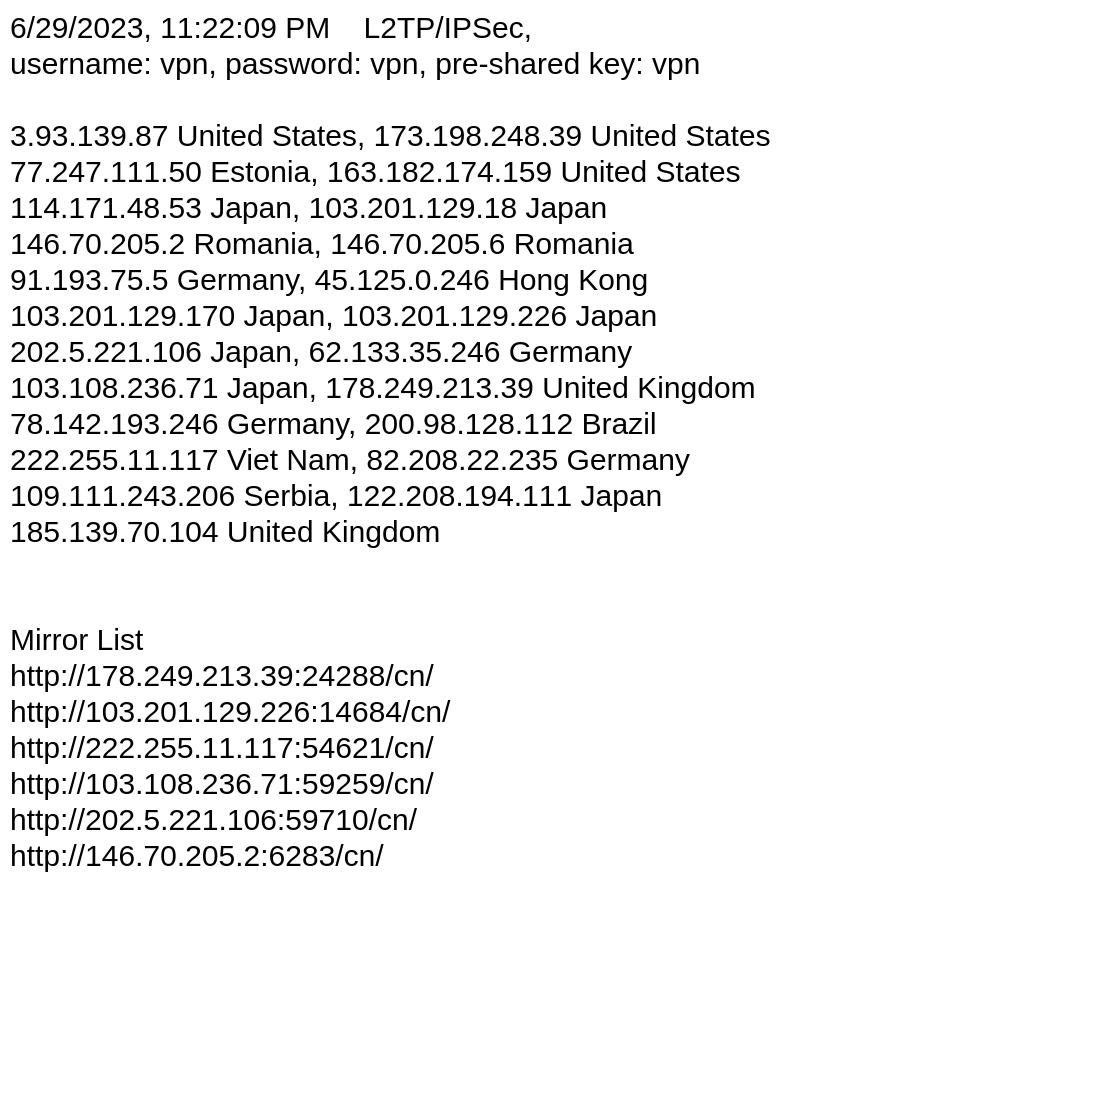 6/29/2023, 11:22:09 PM    L2TP/IPSec,
username: vpn, password: vpn, pre-shared key: vpn
3.93.139.87 United States, 173.198.248.39 United States
77.247.111.50 Estonia, 163.182.174.159 United States
114.171.48.53 Japan, 103.201.129.18 Japan
146.70.205.2 Romania, 146.70.205.6 Romania
91.193.75.5 Germany, 45.125.0.246 Hong Kong
103.201.129.170 Japan, 103.201.129.226 Japan
202.5.221.106 Japan, 62.133.35.246 Germany
103.108.236.71 Japan, 178.249.213.39 United Kingdom
78.142.193.246 Germany, 200.98.128.112 Brazil
222.255.11.117 Viet Nam, 82.208.22.235 Germany
109.111.243.206 Serbia, 122.208.194.111 Japan
185.139.70.104 United Kingdom
Mirror List
http://178.249.213.39:24288/cn/
http://103.201.129.226:14684/cn/
http://222.255.11.117:54621/cn/
http://103.108.236.71:59259/cn/
http://202.5.221.106:59710/cn/
http://146.70.205.2:6283/cn/